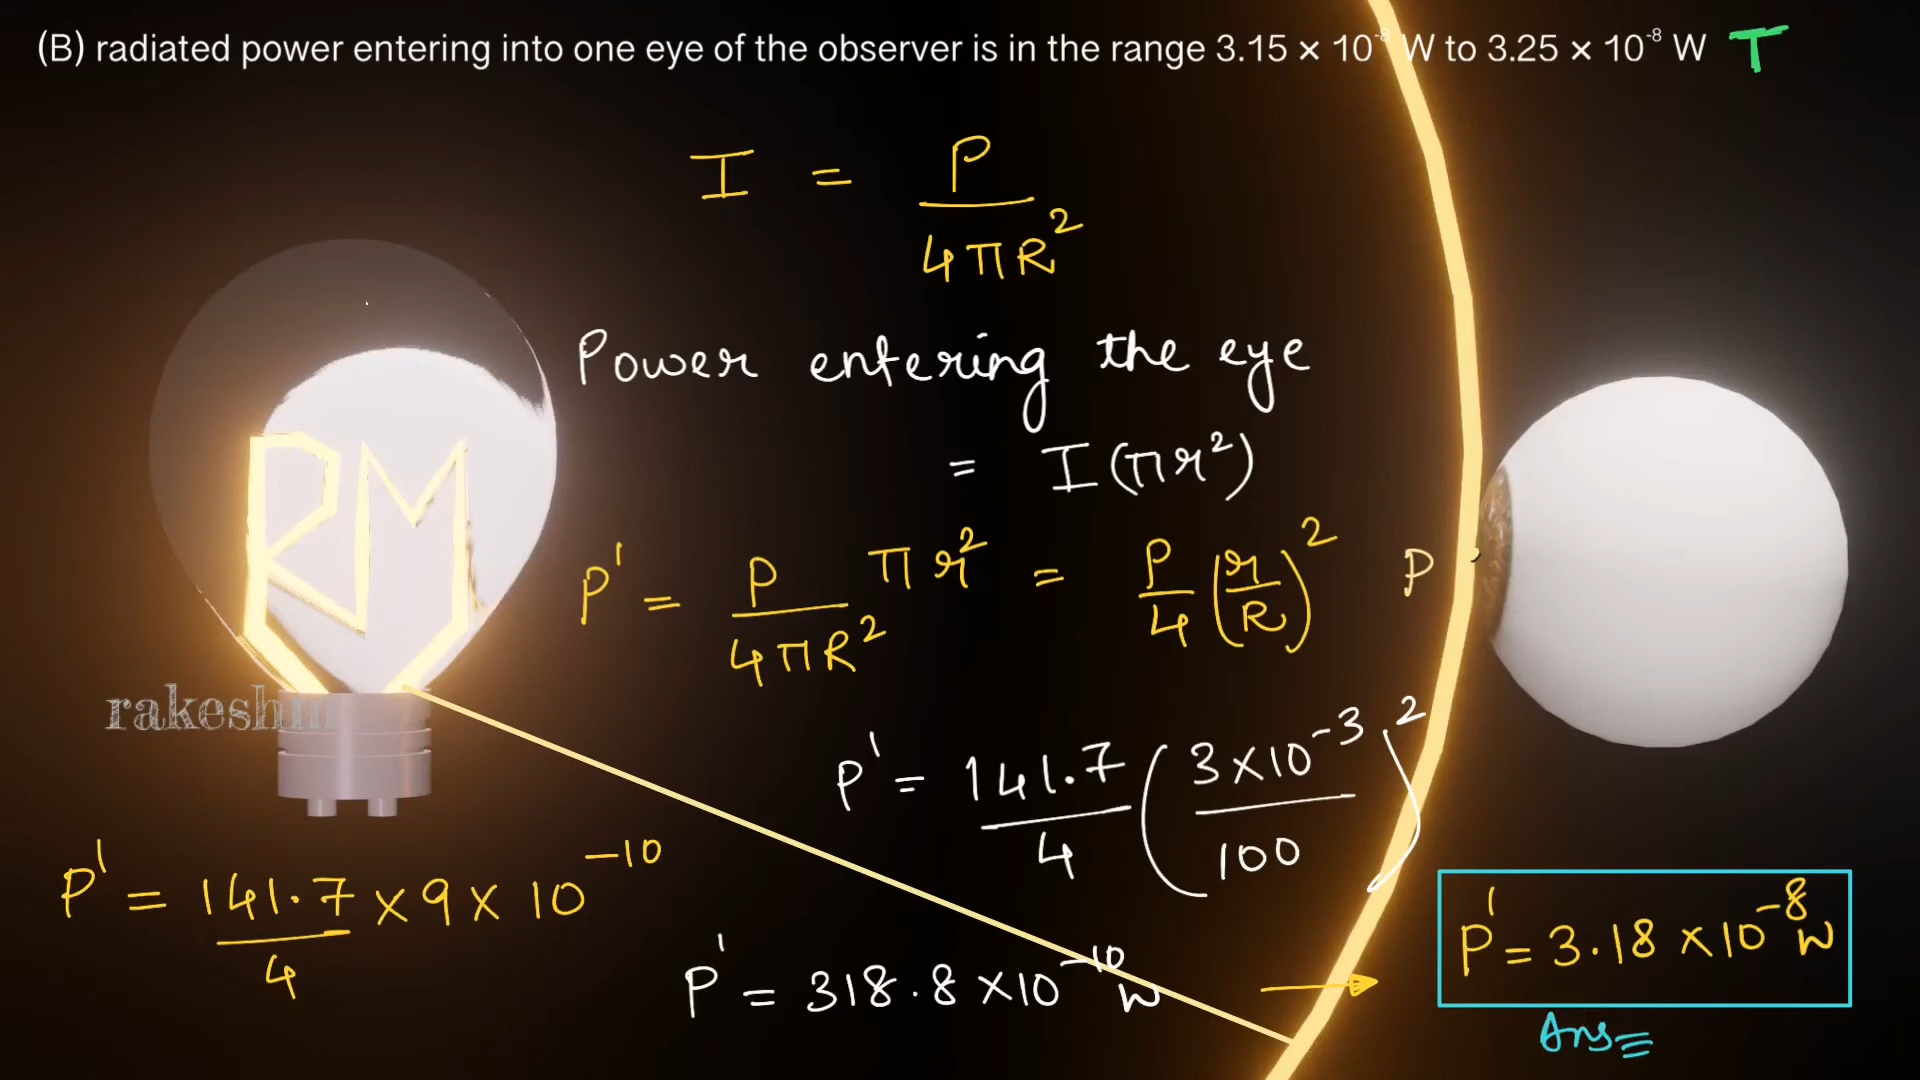 (B) radiated power entering into one eye of the observer is in the range 3.15 × 10⁻⁸ W to 3.25 × 10⁻⁸ W T
I = P / 4πR²
Power entering the eye
= I(πr²)
P' = P / 4πR² πr² = P/4 (r/R)² P
RM
rakeshm
P' = 141.7/4 (3×10⁻³ / 100)²
P' = 141.7/4 × 9 × 10⁻¹⁰
P' = 318.8 × 10⁻¹⁰ W → P' = 3.18 × 10⁻⁸ W
Ans